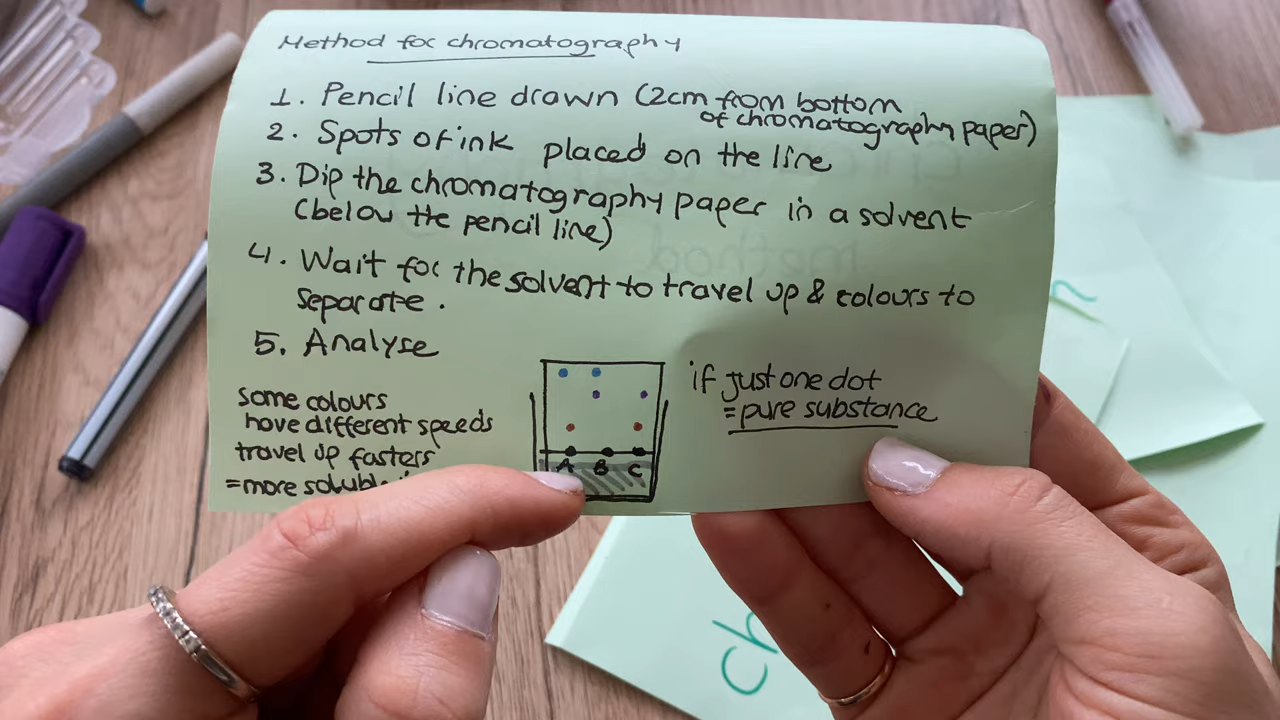 Method for chromatography
1. Pencil line drawn (2cm from bottom
of chromatography paper)
2. Spots of ink placed on the line
3. Dip the chromatography paper in a solvent
(below the pencil line)
4. Wait for the solvent to travel up & colours to
separate.
5. Analyse
some colours
have different speeds
travel up fasters
=more soluble
A B C
if just one dot
=pure substance
Ch